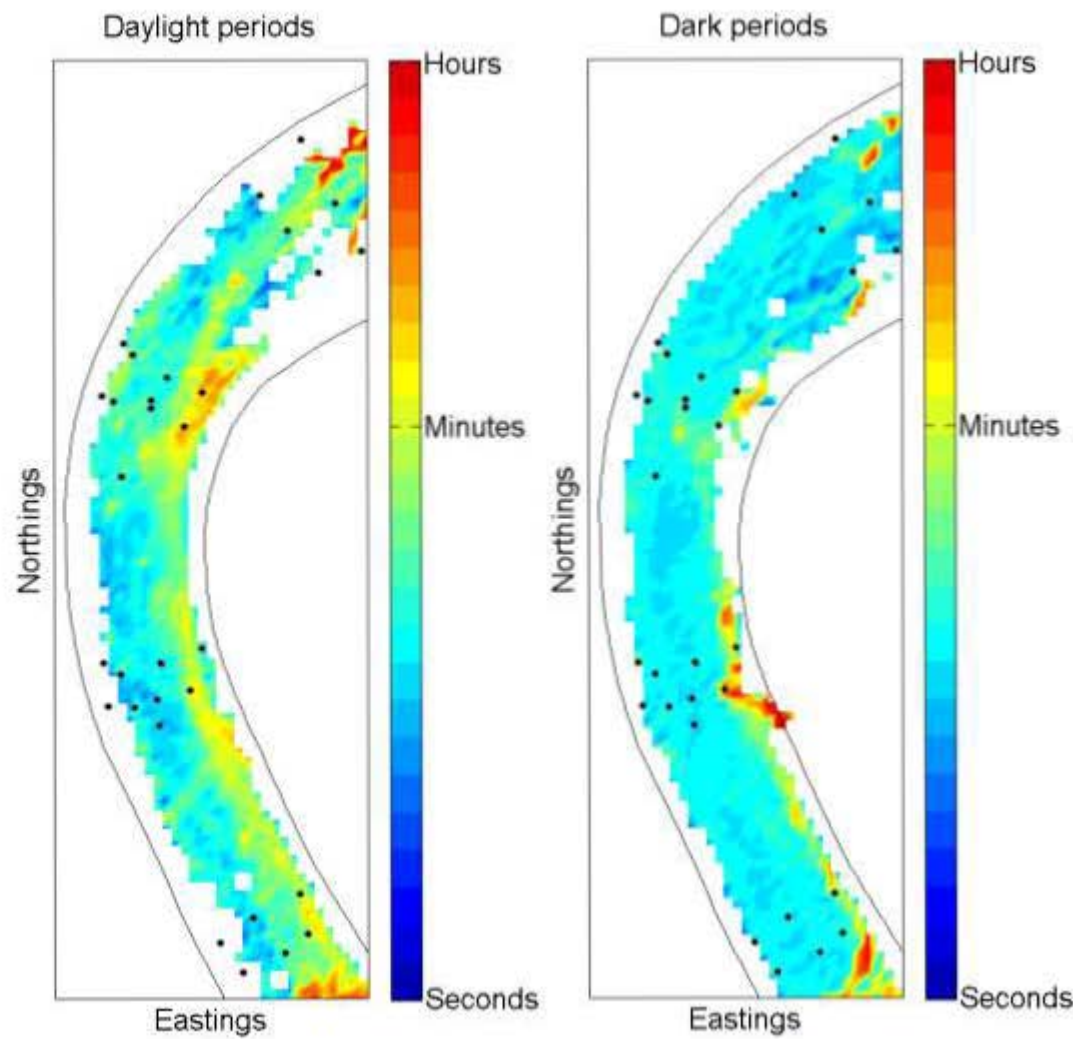 Daylight periods
Hours
Minutes
Seconds
Northings
Eastings
Dark periods
Hours
Minutes
Seconds
Northings
Eastings